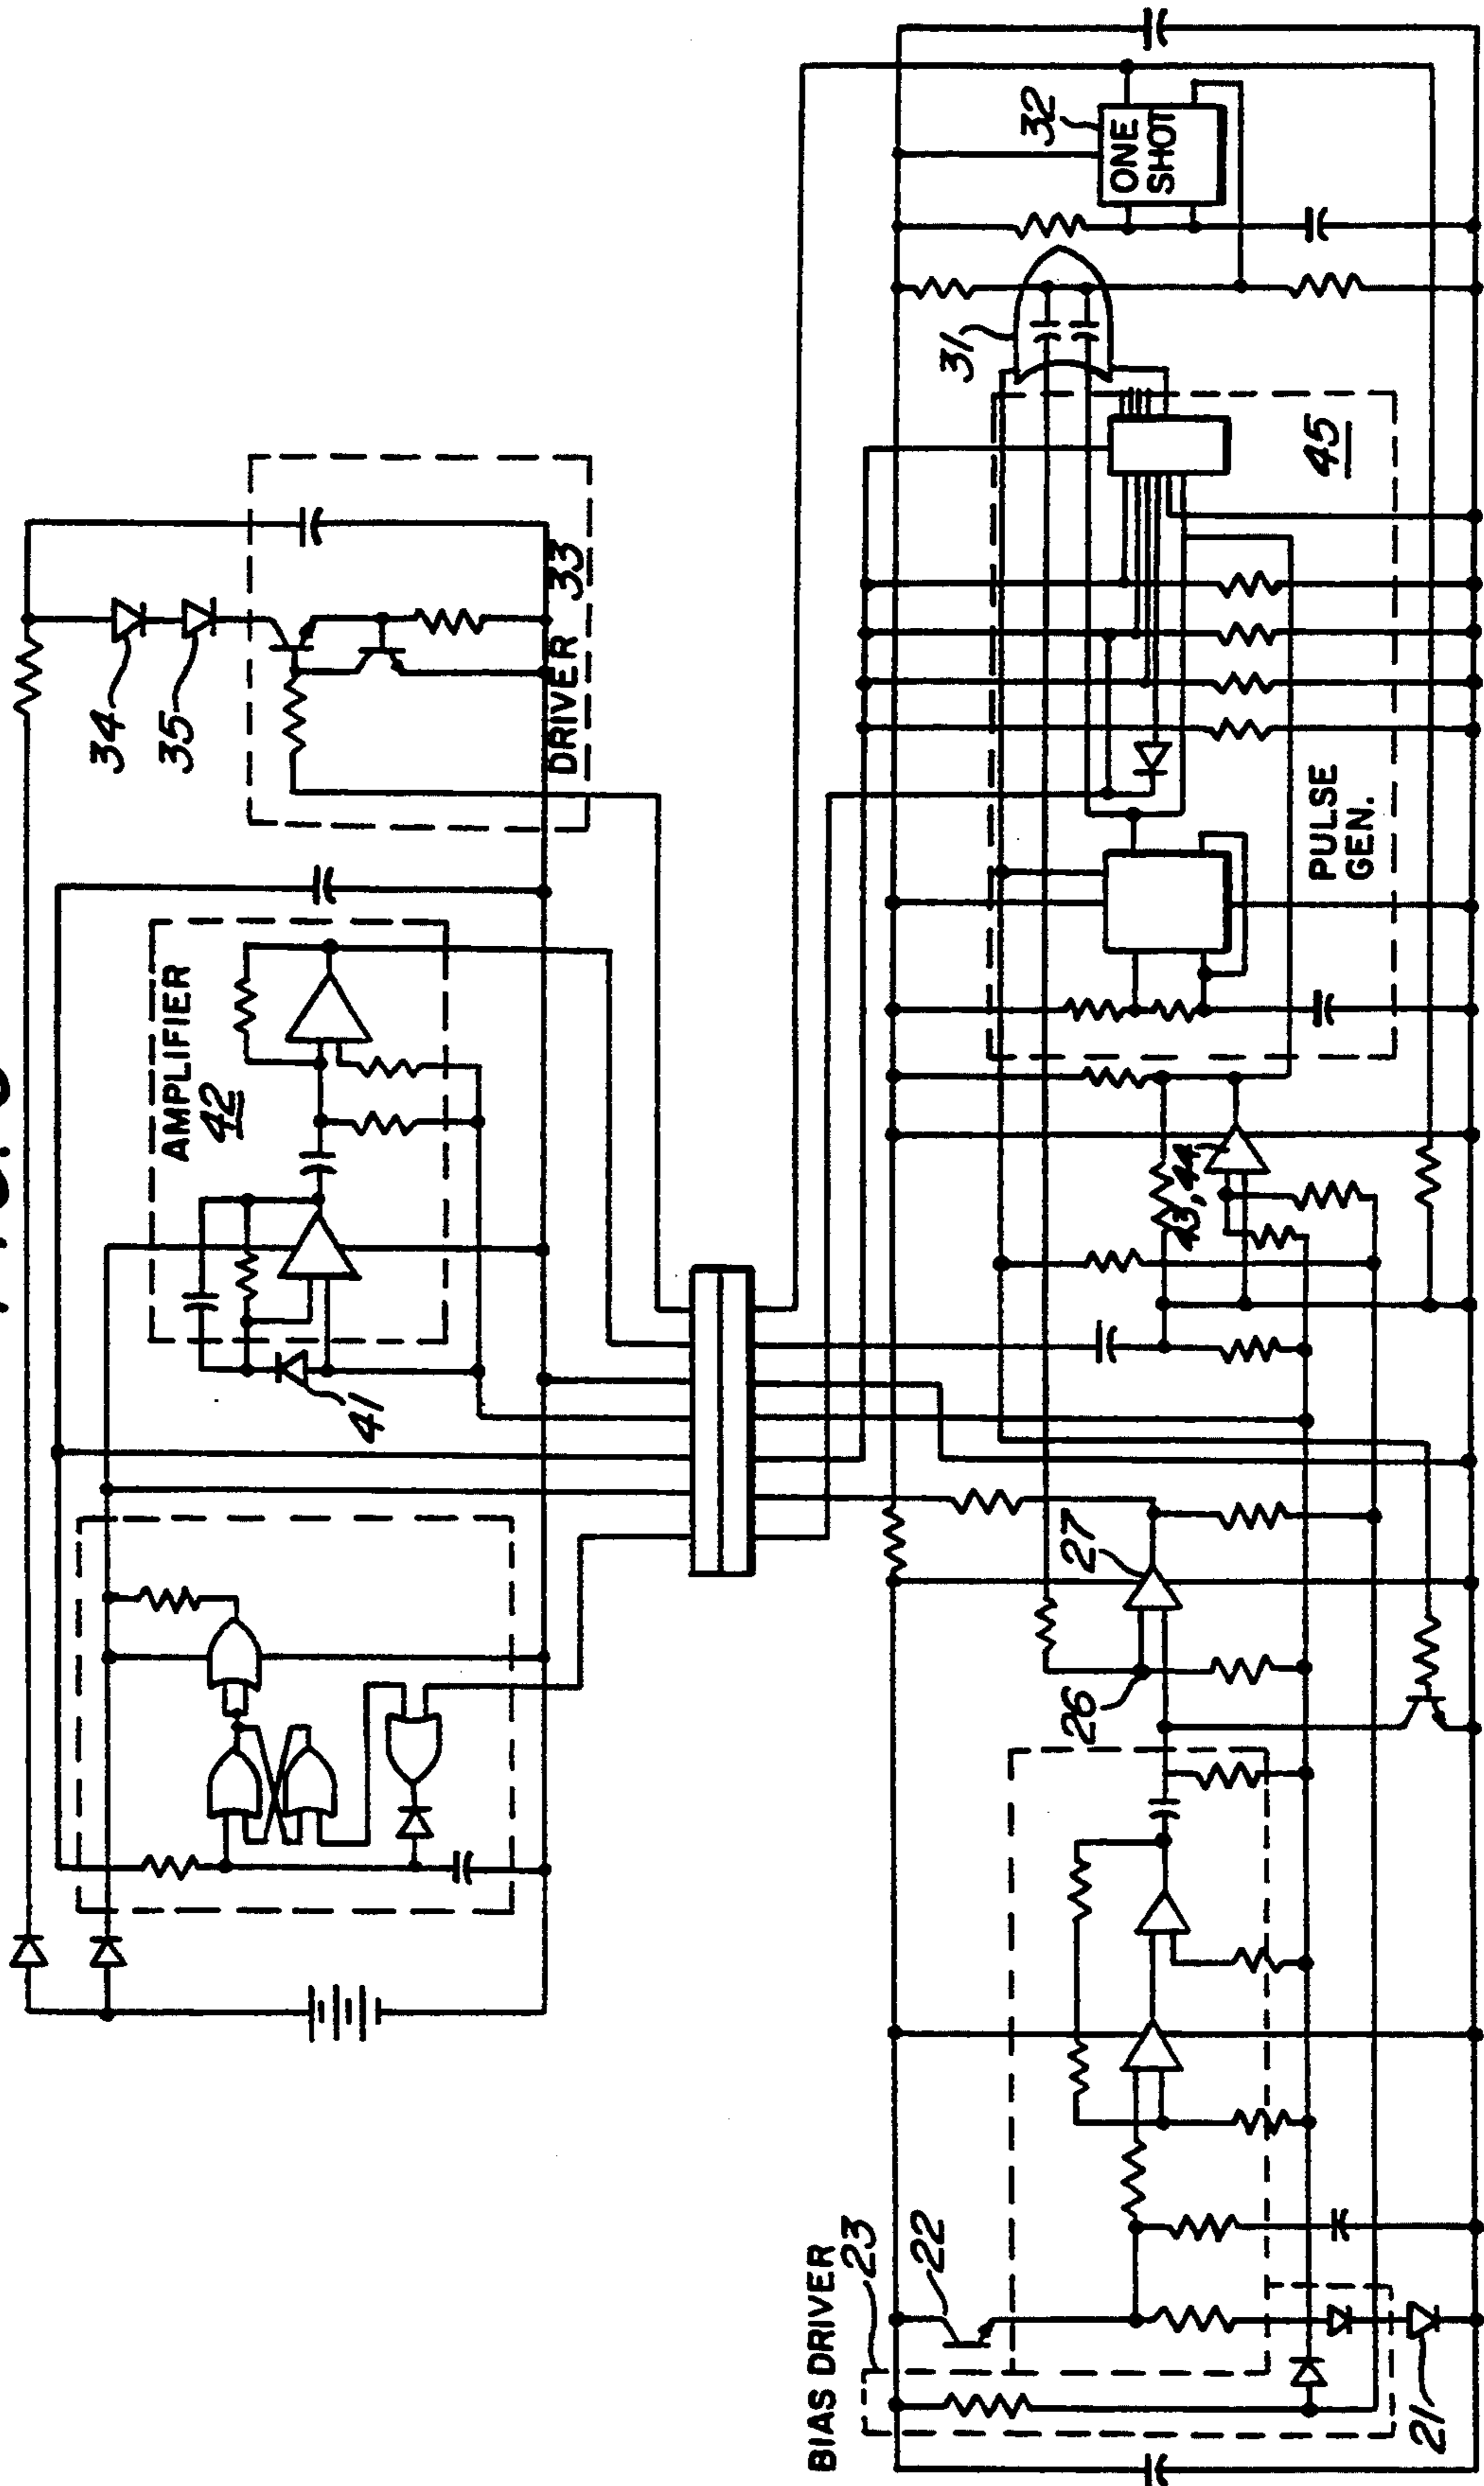 34
35
DRIVER
33
AMPLIFIER
42
41
ONE
SHOT
32
31
45
PULSE
GEN.
43, 44
27
26
BIAS DRIVER
23
22
21